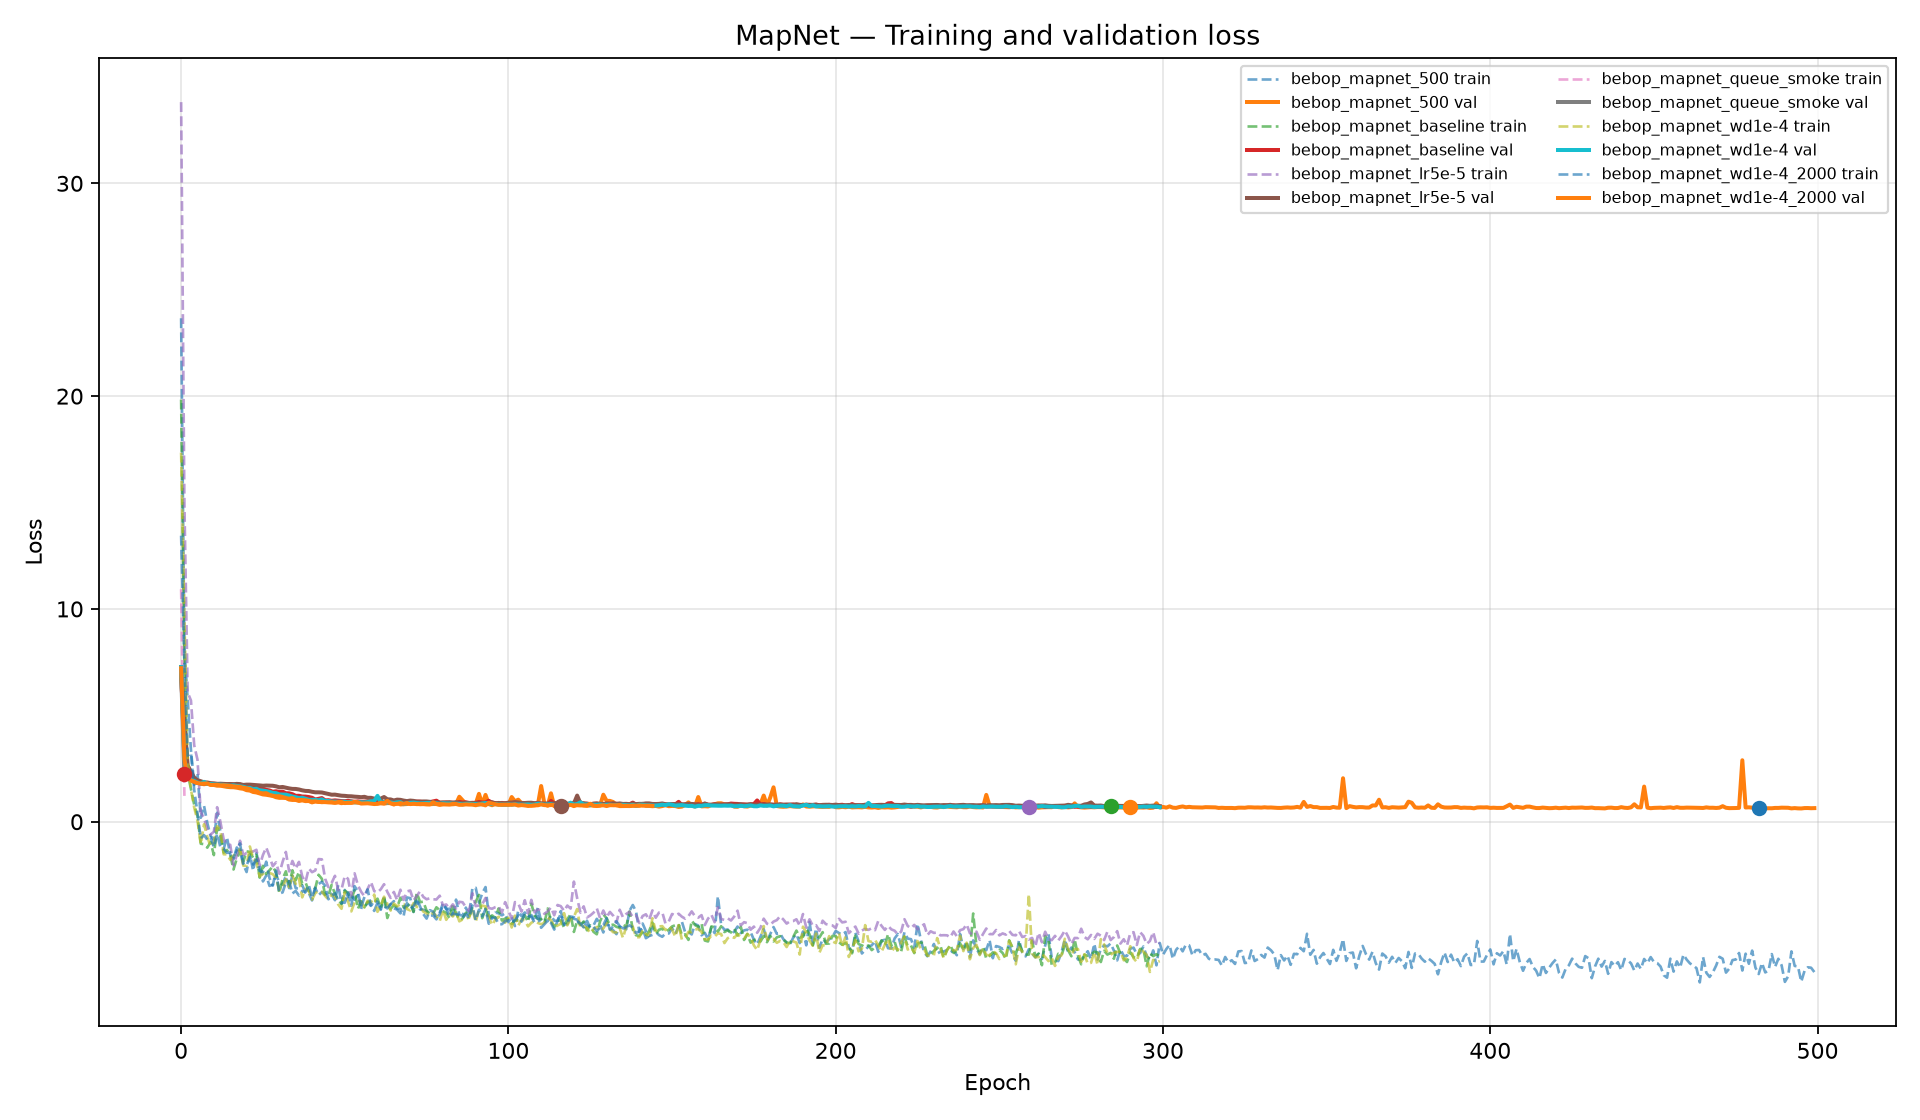 MapNet — Training and validation loss
bebop_mapnet_500 train
bebop_mapnet_500 val
bebop_mapnet_baseline train
bebop_mapnet_baseline val
bebop_mapnet_lr5e-5 train
bebop_mapnet_lr5e-5 val
bebop_mapnet_queue_smoke train
bebop_mapnet_queue_smoke val
bebop_mapnet_wd1e-4 train
bebop_mapnet_wd1e-4 val
bebop_mapnet_wd1e-4_2000 train
bebop_mapnet_wd1e-4_2000 val
Loss
30
20
10
0
0 100 200 300 400 500
Epoch